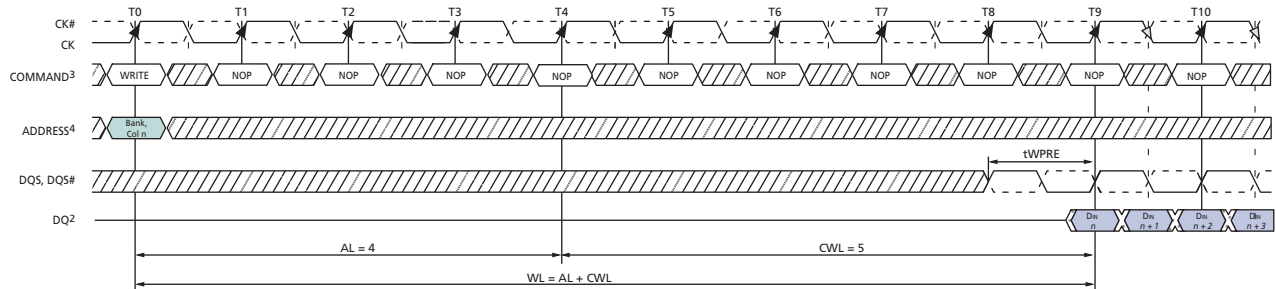 T0 T1 T2 T3 T4 T5 T6 T7 T8 T9 T10
CK#
CK
COMMAND3 WRITE NOP NOP NOP NOP NOP NOP NOP NOP NOP NOP
Bank,
ADDRESS4 Col n
tWPRE
DQS, DQS#
DIN DIN DIN DIN
DQ2 n n + 1 n + 2 n + 3
AL = 4 CWL = 5
WL = AL + CWL